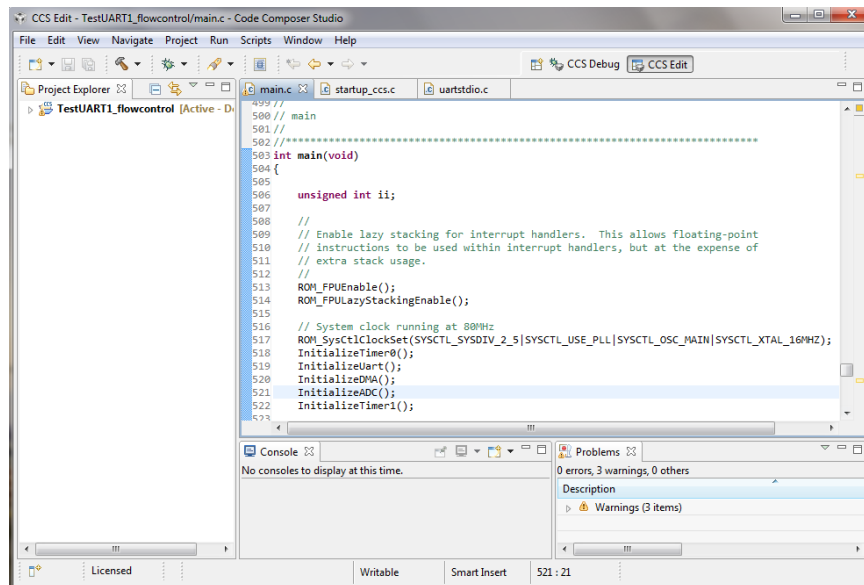 CCS Edit - TestUART1_flowcontrol/main.c - Code Composer Studio
File Edit View Navigate Project Run Scripts Window Help
CCS Debug CCS Edit
Project Explorer
TestUART1_flowcontrol [Active - De
main.c startup_ccs.c uartstdio.c
499 //
500 // main
501 //
502 //*****************************************************************************
503 int main(void)
504 {
505
506 unsigned int ii;
507
508 //
509 // Enable lazy stacking for interrupt handlers. This allows floating-point
510 // instructions to be used within interrupt handlers, but at the expense of
511 // extra stack usage.
512 //
513 ROM_FPUEnable();
514 ROM_FPULazyStackingEnable();
515
516 // System clock running at 80MHz
517 ROM_SysCtlClockSet(SYSCTL_SYSDIV_2_5|SYSCTL_USE_PLL|SYSCTL_OSC_MAIN|SYSCTL_XTAL_16MHZ);
518 InitializeTimer0();
519 InitializeUart();
520 InitializeDMA();
521 InitializeADC();
522 InitializeTimer1();
523
Console
No consoles to display at this time.
Problems
0 errors, 3 warnings, 0 others
Description
Warnings (3 items)
Licensed Writable Smart Insert 521 : 21